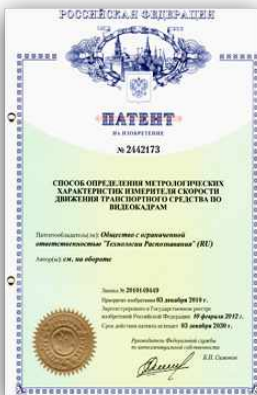 РОССИЙСКАЯ ФЕДЕРАЦИЯ
ПАТЕНТ
НА ИЗОБРЕТЕНИЕ
№ 2442173
СПОСОБ ОПРЕДЕЛЕНИЯ МЕТРОЛОГИЧЕСКИХ
ХАРАКТЕРИСТИК ИЗМЕРИТЕЛЯ СКОРОСТИ
ДВИЖЕНИЯ ТРАНСПОРТНОГО СРЕДСТВА ПО
ВИДЕОКАДРАМ
Патентообладатель(ли): Общество с ограниченной
ответственностью "Технологии Распознавания" (RU)
Автор(ы): см. на обороте
Заявка № 2010149449
Приоритет изобретения 03 декабря 2010 г.
Зарегистрировано в Государственном реестре
изобретений Российской Федерации 10 февраля 2012 г.
Срок действия патента истекает 03 декабря 2030 г.
Руководитель Федеральной службы
по интеллектуальной собственности
Б.П. Симонов